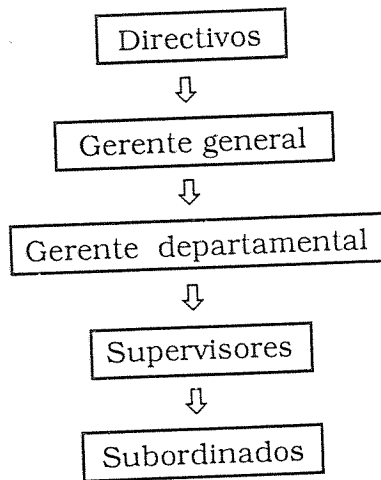 Directivos
Gerente general
Gerente departamental
Supervisores
Subordinados